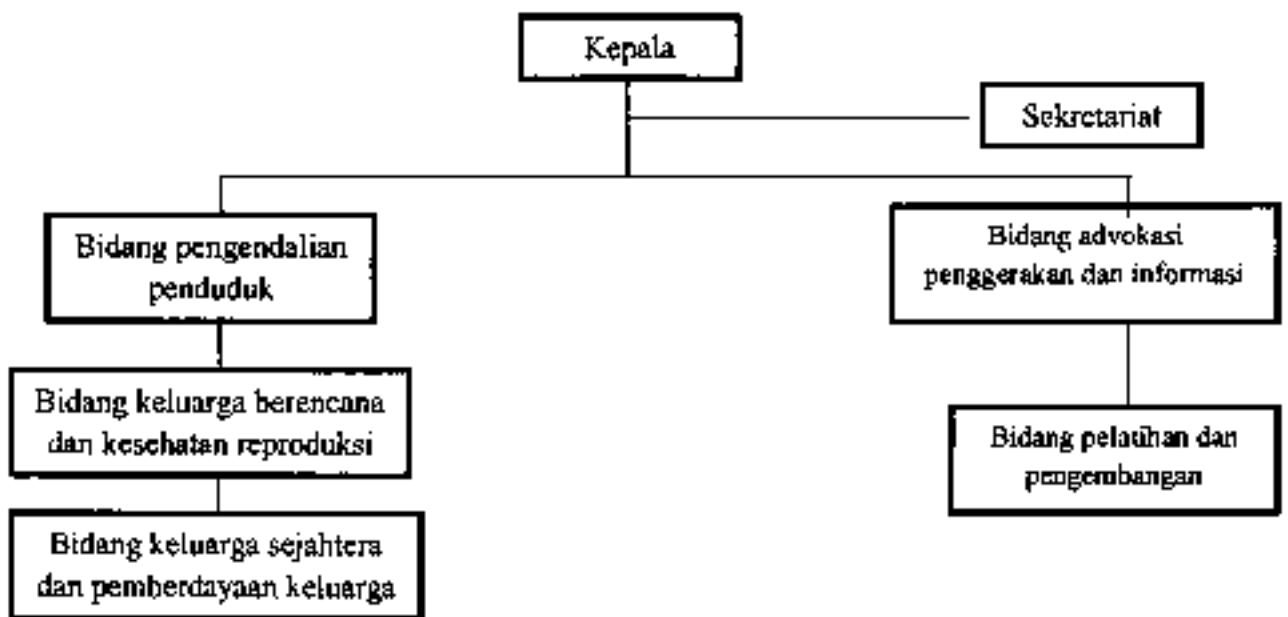 Kepala
Sekretariat
Bidang pengendalian
penduduk
Bidang advokasi
penggerakan dan informasi
Bidang keluarga berencana
dan kesehatan reproduksi
Bidang pelatihan dan
pengembangan
Bidang keluarga sejahtera
dan pemberdayaan keluarga